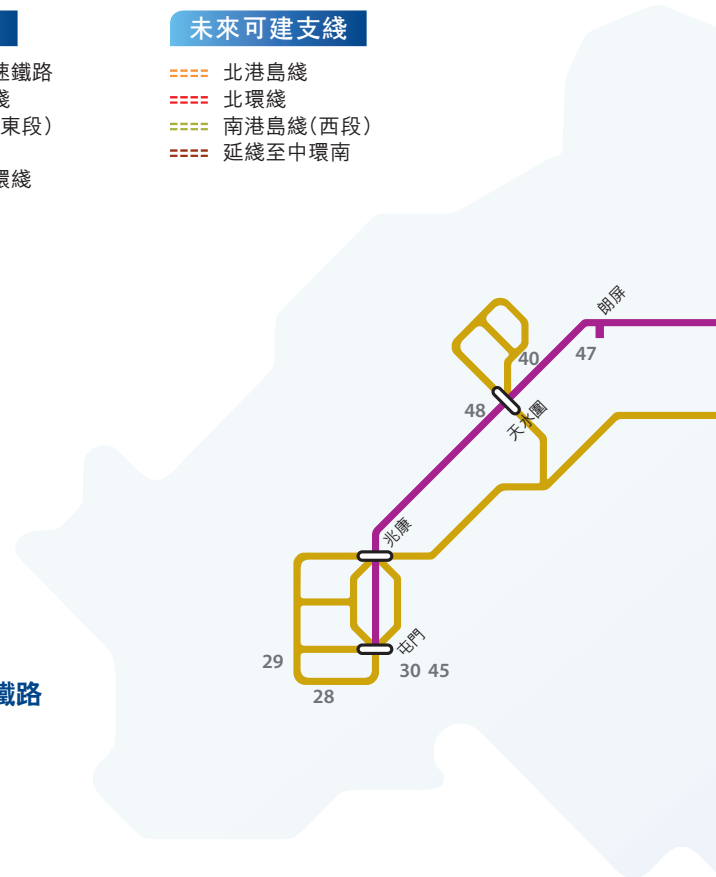 速鐵路
綫
東段）
環綫
未來可建支綫
北港島綫
北環綫
南港島綫（西段）
延綫至中環南
朗屏
47
40
48
天水圍
兆康
屯門
30 45
29
28
鐵路